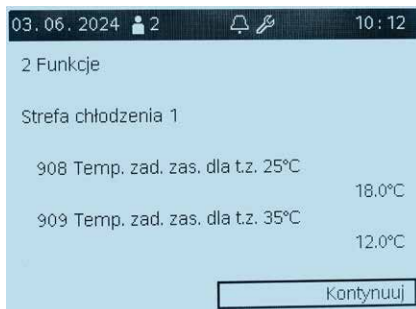 03.06.2024 2 10:12
2 Funkcje
Strefa chłodzenia 1
908 Temp. zad. zas. dla t.z. 25°C
18.0°C
909 Temp. zad. zas. dla t.z. 35°C
12.0°C
Kontynuuj